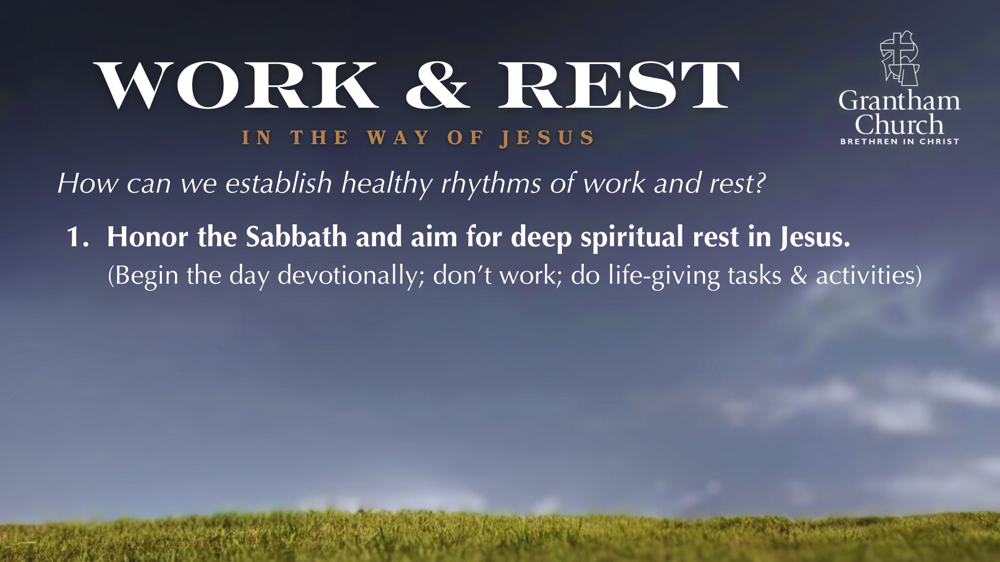 WORK & REST
IN THE WAY OF JESUS
Grantham
Church
BRETHREN IN CHRIST
How can we establish healthy rhythms of work and rest?
1. Honor the Sabbath and aim for deep spiritual rest in Jesus.
(Begin the day devotionally; don’t work; do life-giving tasks & activities)